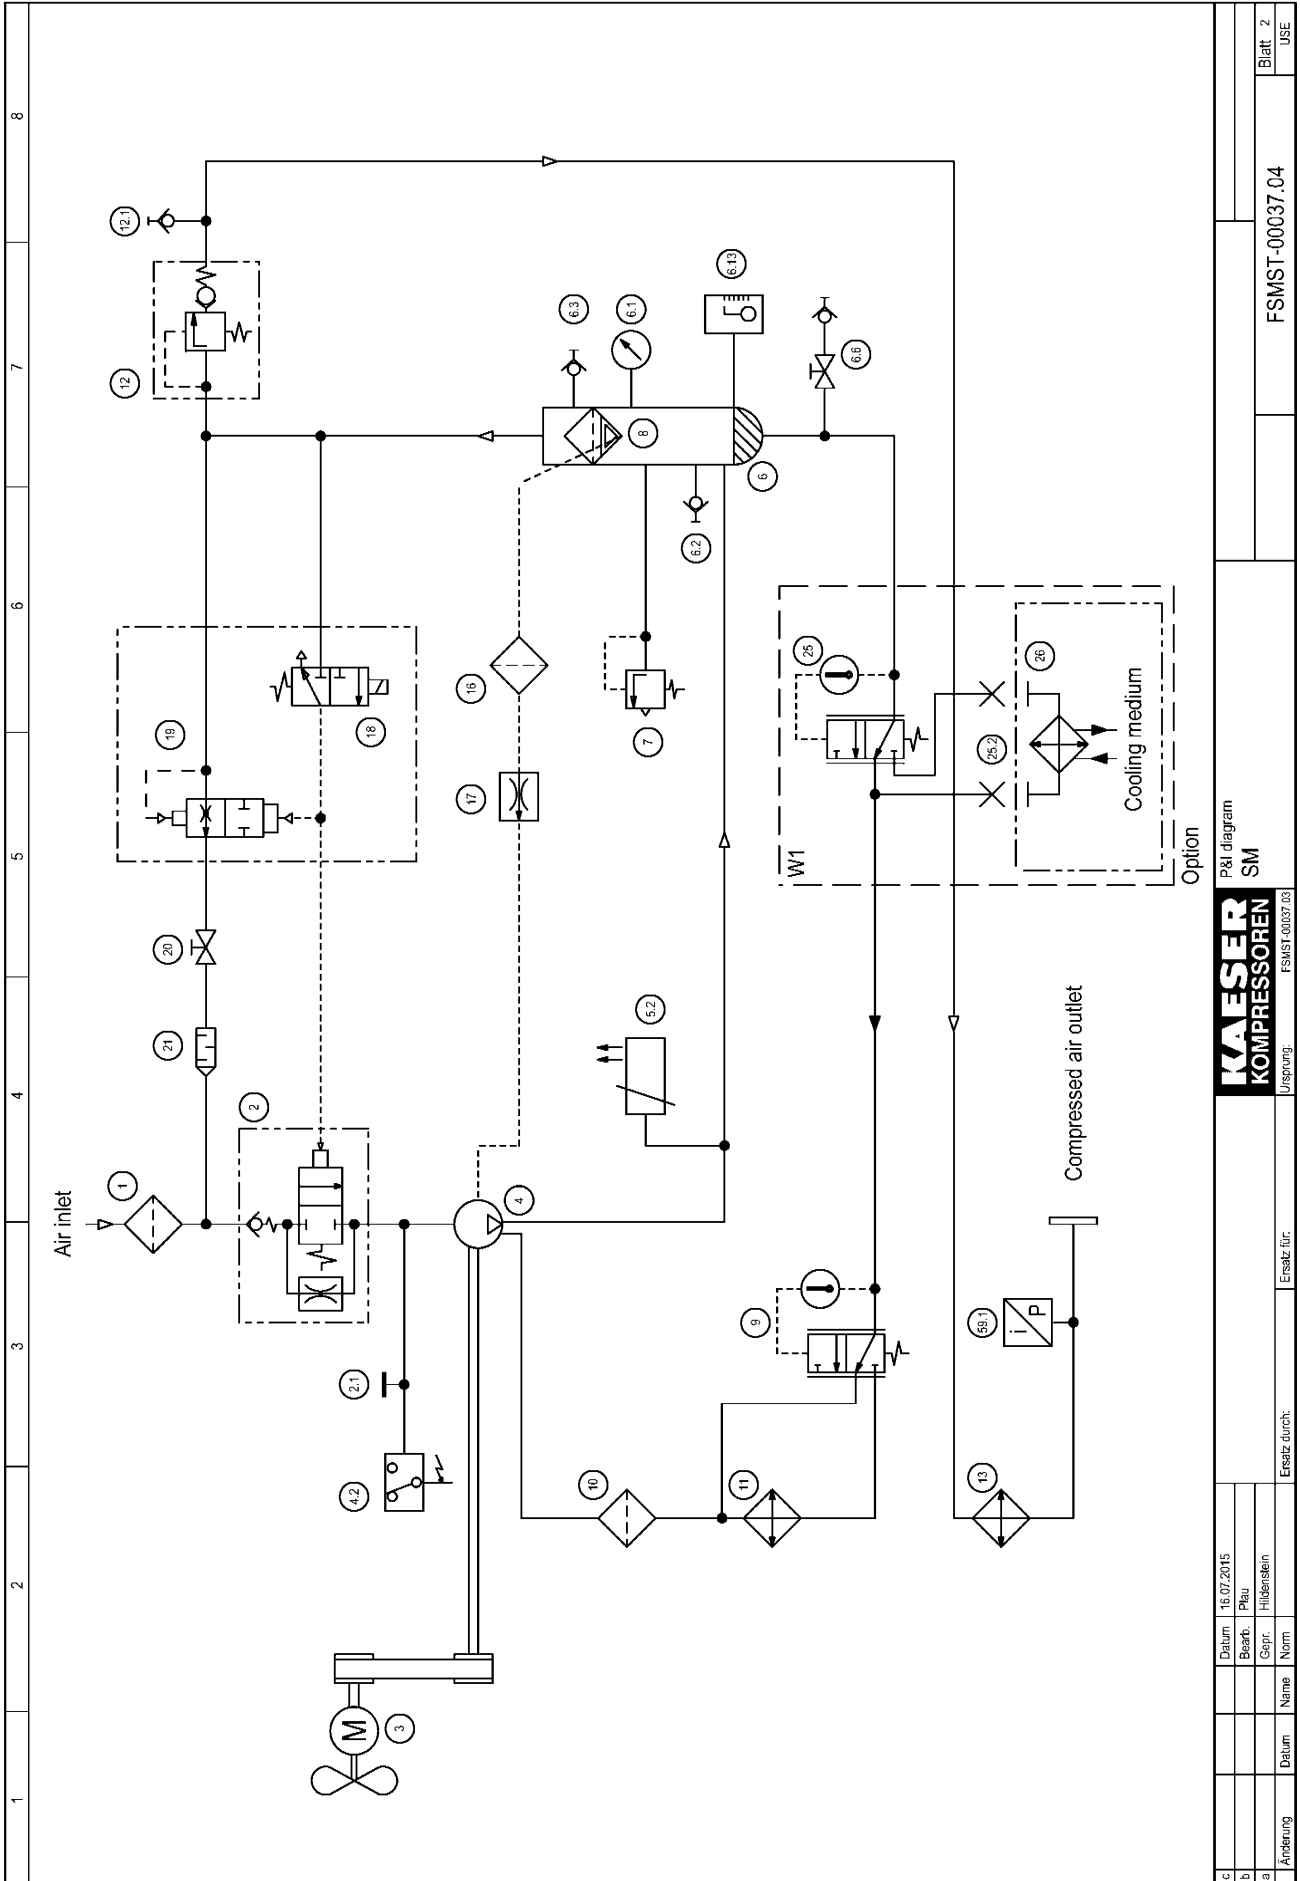 1
2
3
4
5
6
7
8
Air inlet
1
2
2.1
4.2
3
M
4
21
20
19
18
12
12.1
16
17
7
8
6.3
6.1
6.2
6
6.13
6.6
5.2
W1
25
25.2
26
Cooling medium
Option
9
10
11
13
59.1
i
P
Compressed air outlet
c
b
a
Änderung
Datum
Name
Datum
16.07.2015
Bearb.
Plau
Gepr.
Hildenstein
Norm
Ersatz durch:
Ersatz für:
KAESER
KOMPRESSOREN
Ursprung:
FSMST-00037.03
P&I diagram
SM
FSMST-00037.04
Blatt 2
USE